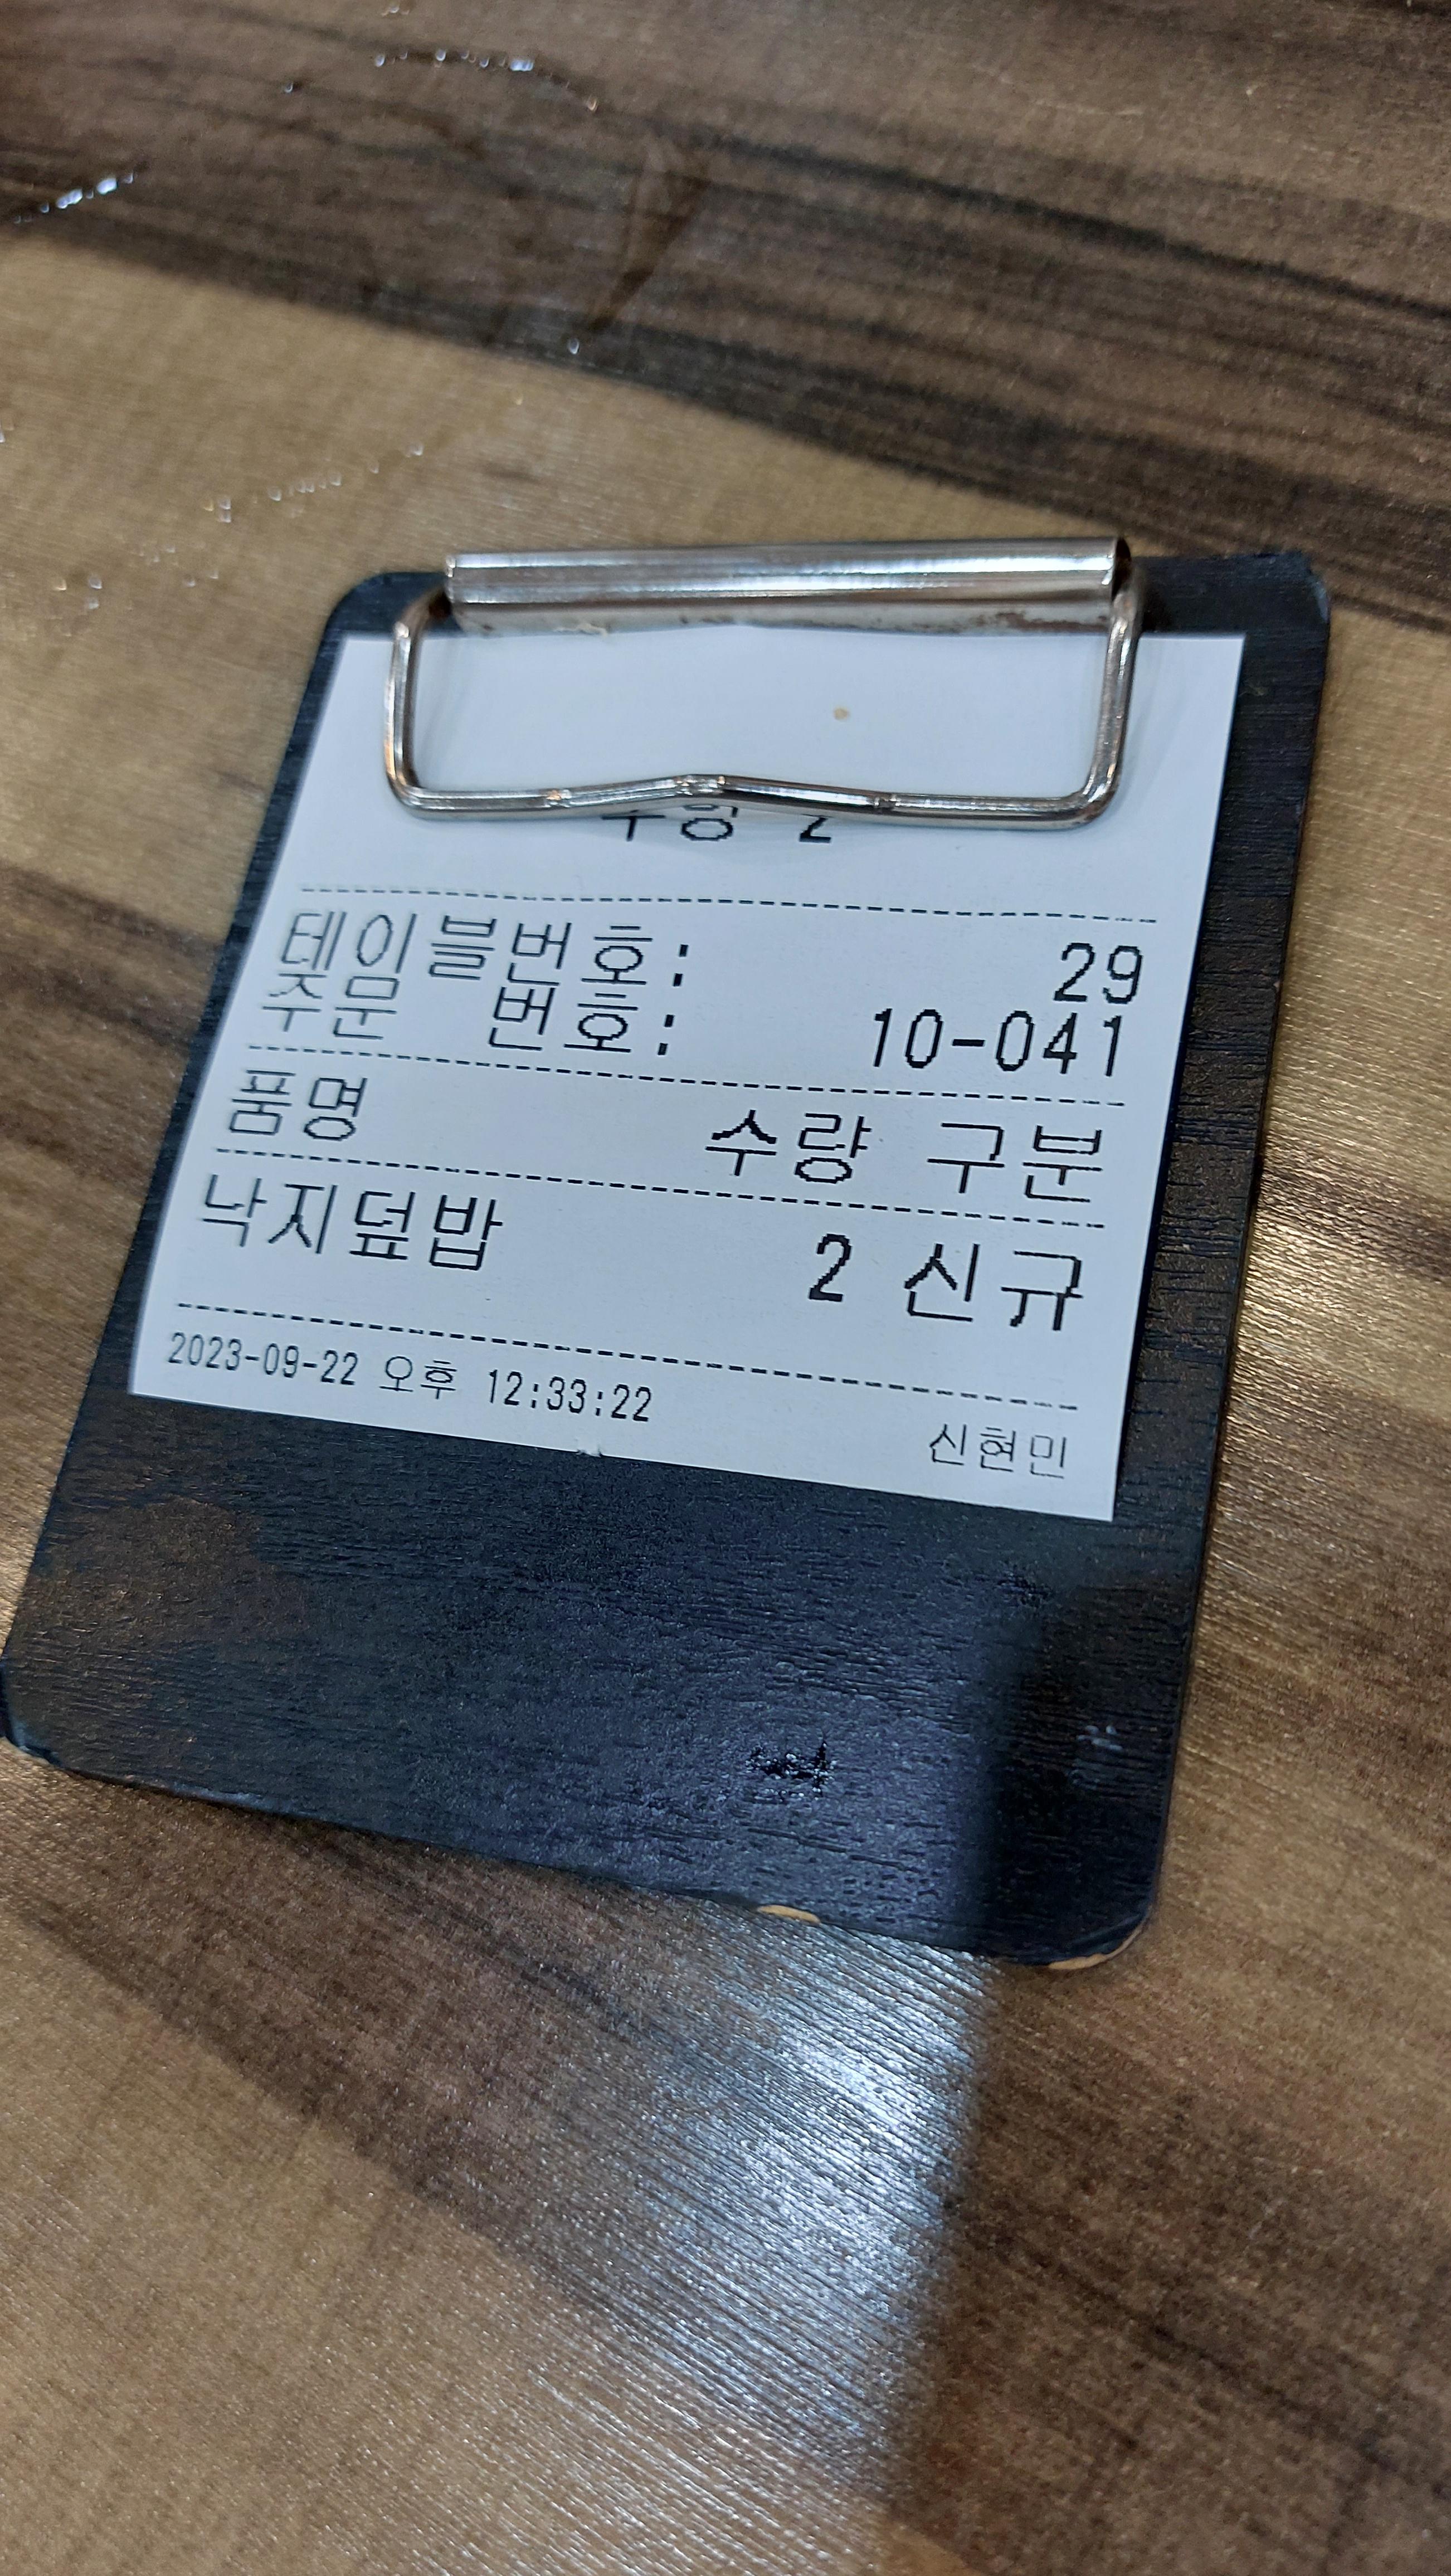 테이블번호: 29
주문 번호: 10-041
품명 수량 구분
낙지덮밥 2 신규
2023-09-22 오후 12:33:22
신현민